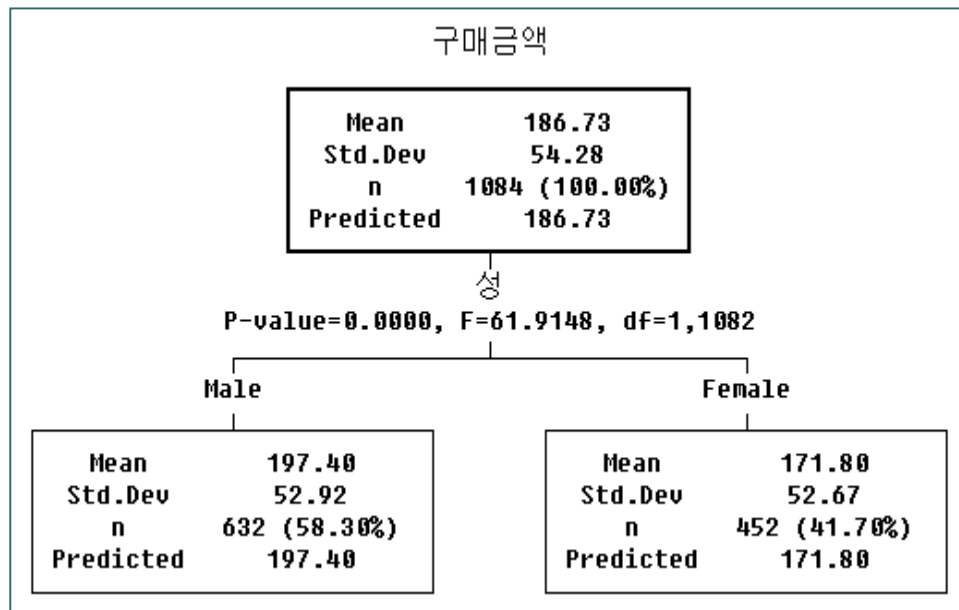 구매금액
Mean 186.73
Std.Dev 54.28
n 1084 (100.00%)
Predicted 186.73
성
P-value=0.0000, F=61.9148, df=1,1082
Male
Female
Mean 197.40
Std.Dev 52.92
n 632 (58.30%)
Predicted 197.40
Mean 171.80
Std.Dev 52.67
n 452 (41.70%)
Predicted 171.80